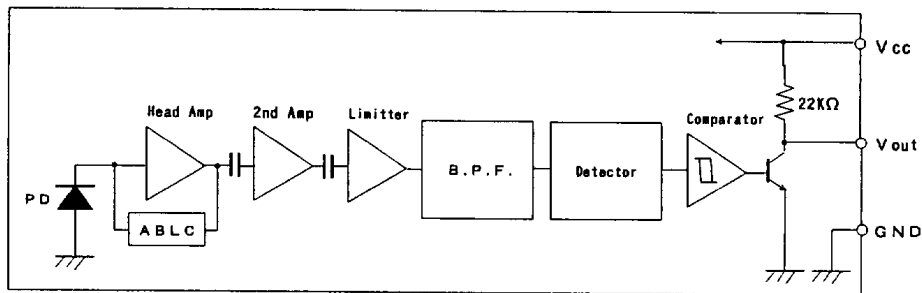 Vcc
22KΩ
Head Amp
2nd Amp
Limitter
Comparator
Vout
B.P.F.
Detector
PD
ABLC
GND